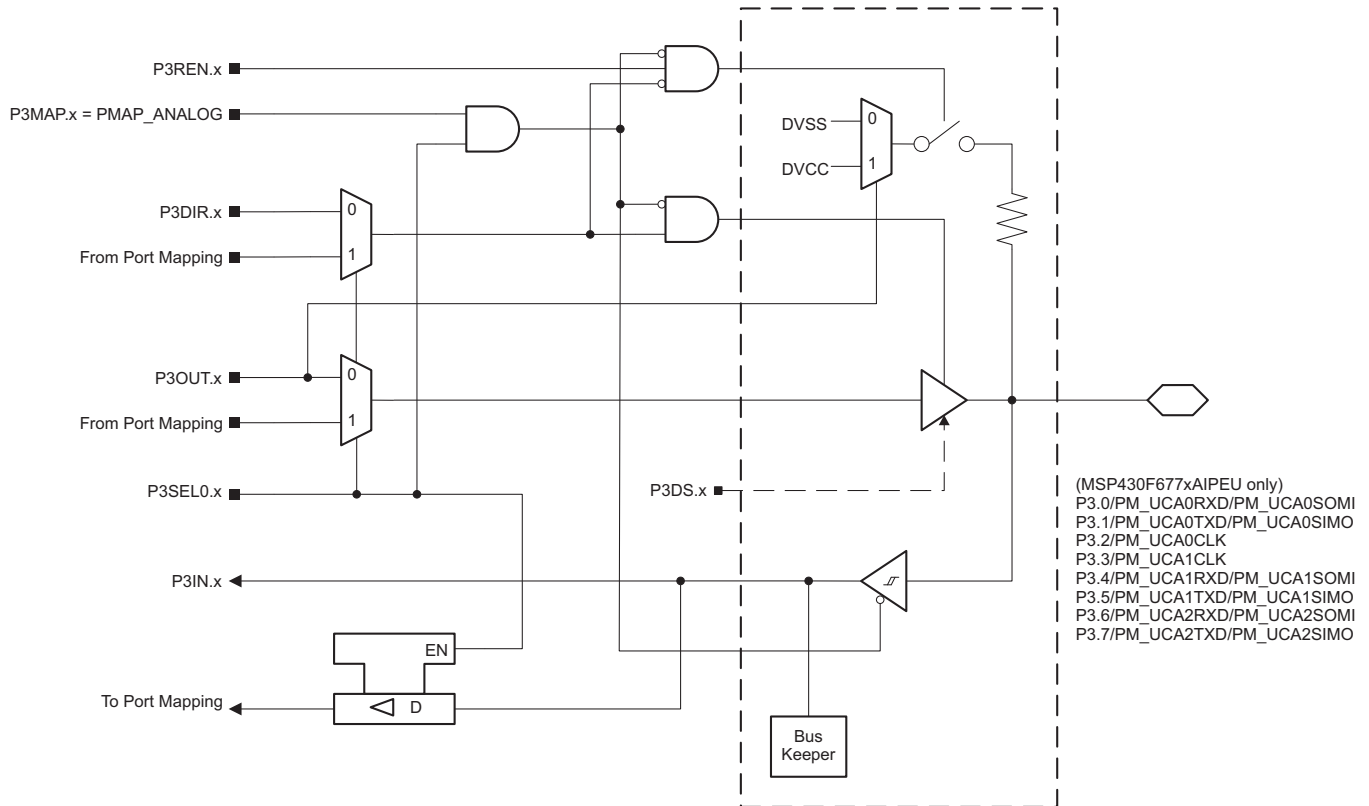 P3REN.x
P3MAP.x = PMAP_ANALOG
DVSS
0
DVCC
1
P3DIR.x
0
From Port Mapping
1
P3OUT.x
0
From Port Mapping
1
P3SEL0.x
P3DS.x
(MSP430F677xAIPEU only)
P3.0/PM_UCA0RXD/PM_UCA0SOMI
P3.1/PM_UCA0TXD/PM_UCA0SIMO
P3.2/PM_UCA0CLK
P3.3/PM_UCA1CLK
P3.4/PM_UCA1RXD/PM_UCA1SOMI
P3.5/PM_UCA1TXD/PM_UCA1SIMO
P3.6/PM_UCA2RXD/PM_UCA2SOMI
P3.7/PM_UCA2TXD/PM_UCA2SIMO
P3IN.x
EN
To Port Mapping
D
Bus
Keeper